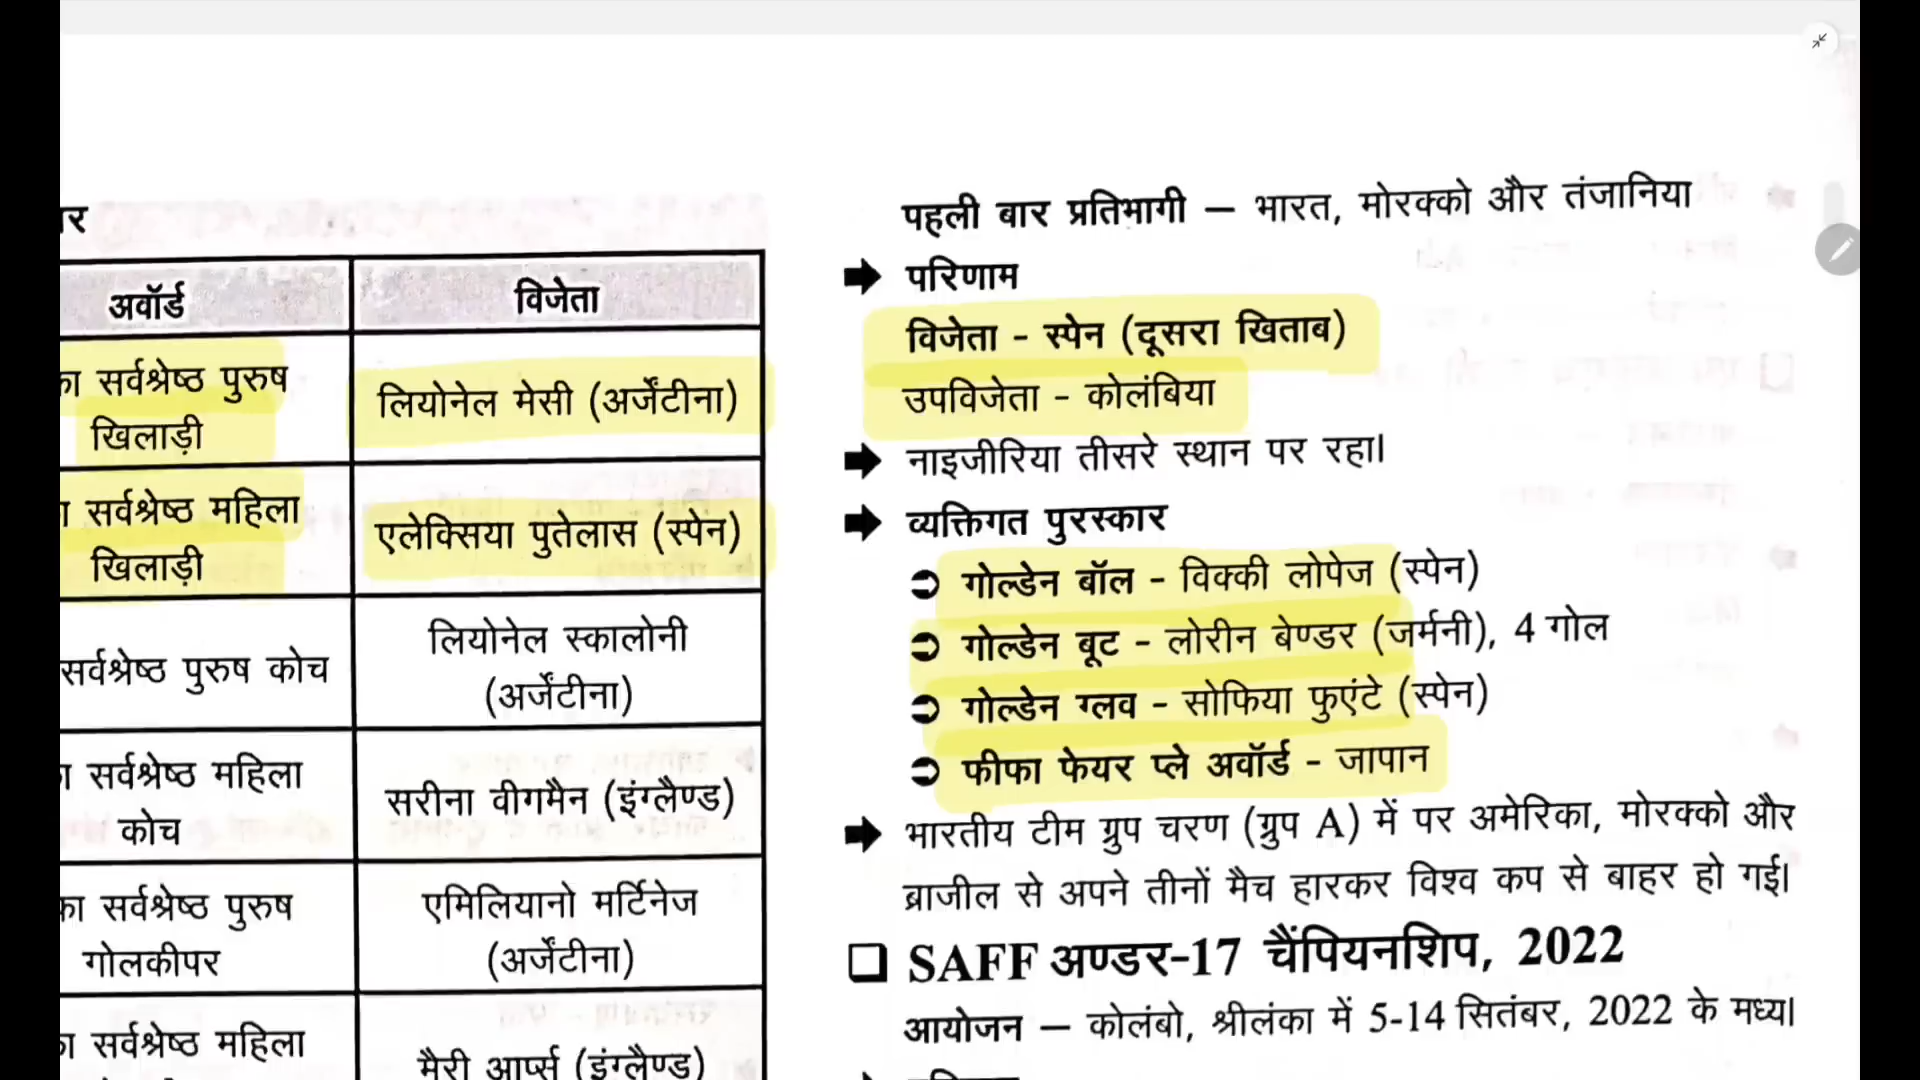 अवॉर्ड
विजेता
सर्वश्रेष्ठ पुरुष
खिलाड़ी
लियोनेल मेसी (अर्जेंटीना)
सर्वश्रेष्ठ महिला
खिलाड़ी
एलेक्सिया पुतेलास (स्पेन)
सर्वश्रेष्ठ पुरुष कोच
लियोनेल स्कालोनी
(अर्जेंटीना)
सर्वश्रेष्ठ महिला
कोच
सरीना वीगमैन (इंग्लैण्ड)
सर्वश्रेष्ठ पुरुष
गोलकीपर
एमिलियानो मर्टिनेज
(अर्जेंटीना)
सर्वश्रेष्ठ महिला
मैरी आर्प्स (इंग्लैण्ड)
पहली बार प्रतिभागी – भारत, मोरक्को और तंजानिया
परिणाम
विजेता - स्पेन (दूसरा खिताब)
उपविजेता - कोलंबिया
नाइजीरिया तीसरे स्थान पर रहा।
व्यक्तिगत पुरस्कार
गोल्डेन बॉल - विक्की लोपेज (स्पेन)
गोल्डेन बूट - लोरीन बेण्डर (जर्मनी), 4 गोल
गोल्डेन ग्लव - सोफिया फुएंटे (स्पेन)
फीफा फेयर प्ले अवॉर्ड - जापान
भारतीय टीम ग्रुप चरण (ग्रुप A) में पर अमेरिका, मोरक्को और
ब्राजील से अपने तीनों मैच हारकर विश्व कप से बाहर हो गई।
SAFF अण्डर-17 चैंपियनशिप, 2022
आयोजन – कोलंबो, श्रीलंका में 5-14 सितंबर, 2022 के मध्य।